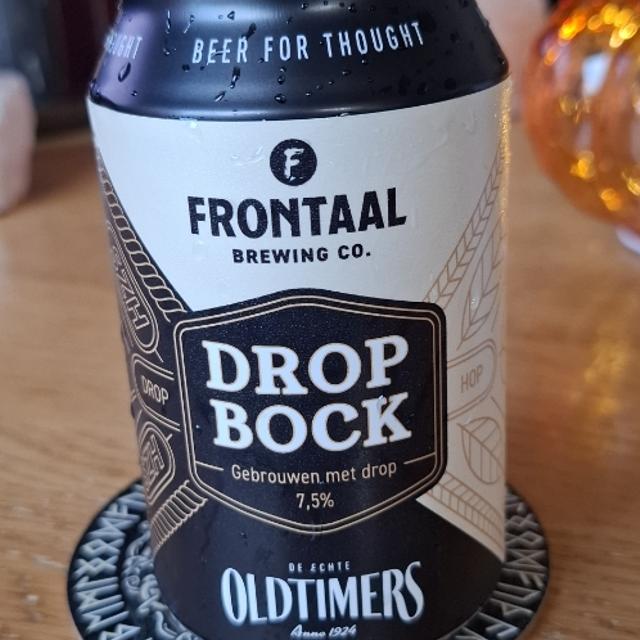 BEER FOR THOUGHT
F
FRONTAAL
BREWING CO.
DROP
BOCK
Gebrouwen met drop
7,5%
DROP
HOP
DE ECHTE
OLDTIMERS
Anno 1924